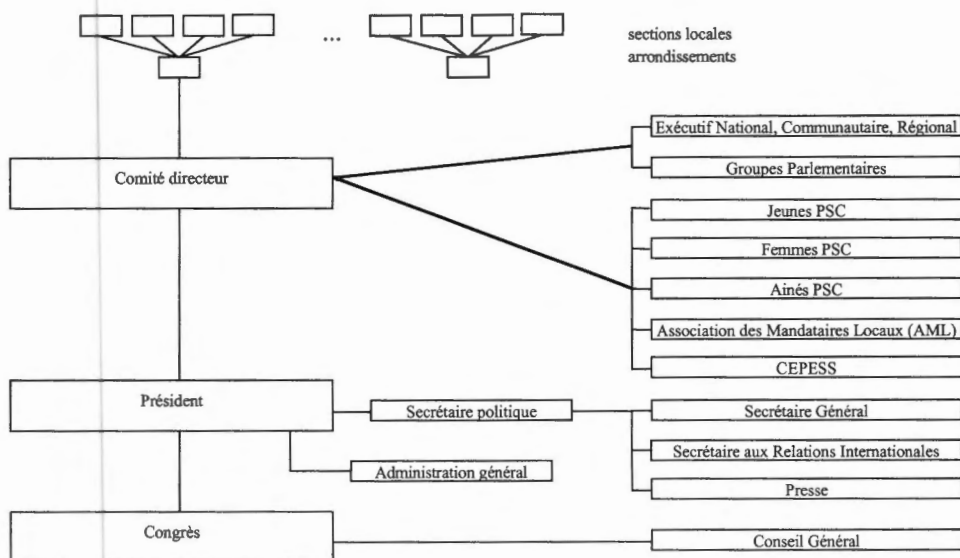 ...
sections locales
arrondissements
Exécutif National, Communautaire, Régional
Comité directeur
Groupes Parlementaires
Jeunes PSC
Femmes PSC
Ainés PSC
Association des Mandataires Locaux (AML)
CEPESS
Président
Secrétaire politique
Secrétaire Général
Administration général
Secrétaire aux Relations Internationales
Presse
Congrès
Conseil Général